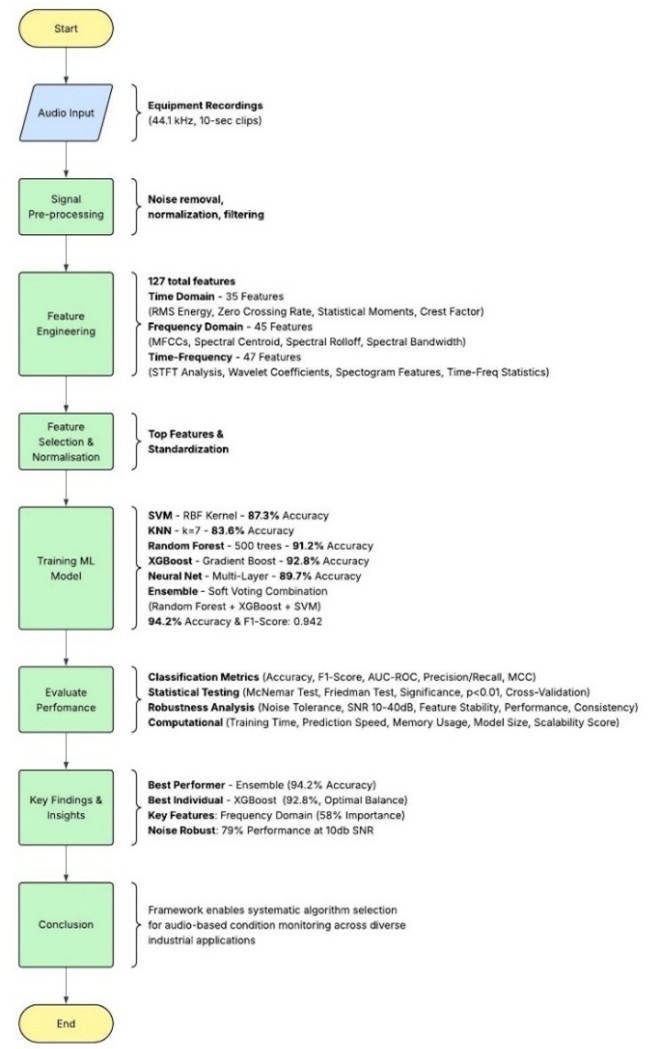 Start
Audio Input
Equipment Recordings
(44.1 kHz, 10-sec clips)
Signal
Pre-processing
Noise removal,
normalization, filtering
Feature
Engineering
127 total features
Time Domain - 35 Features
(RMS Energy, Zero Crossing Rate, Statistical Moments, Crest Factor)
Frequency Domain - 45 Features
(MFCCs, Spectral Centroid, Spectral Rolloff, Spectral Bandwidth)
Time-Frequency - 47 Features
(STFT Analysis, Wavelet Coefficients, Spectogram Features, Time-Freq Statistics)
Feature
Selection &
Normalisation
Top Features &
Standardization
Training ML
Model
SVM - RBF Kernel - 87.3% Accuracy
KNN - k=7 - 83.6% Accuracy
Random Forest - 500 trees - 91.2% Accuracy
XGBoost - Gradient Boost - 92.8% Accuracy
Neural Net - Multi-Layer - 89.7% Accuracy
Ensemble - Soft Voting Combination
(Random Forest + XGBoost + SVM)
94.2% Accuracy & F1-Score: 0.942
Evaluate
Perfomance
Classification Metrics (Accuracy, F1-Score, AUC-ROC, Precision/Recall, MCC)
Statistical Testing (McNemar Test, Friedman Test, Significance, p<0.01, Cross-Validation)
Robustness Analysis (Noise Tolerance, SNR 10-40dB, Feature Stability, Performance, Consistency)
Computational (Training Time, Prediction Speed, Memory Usage, Model Size, Scalability Score)
Key Findings &
Insights
Best Performer - Ensemble (94.2% Accuracy)
Best Individual - XGBoost (92.8%, Optimal Balance)
Key Features: Frequency Domain (58% Importance)
Noise Robust: 79% Performance at 10db SNR
Conclusion
Framework enables systematic algorithm selection
for audio-based condition monitoring across diverse
industrial applications
End